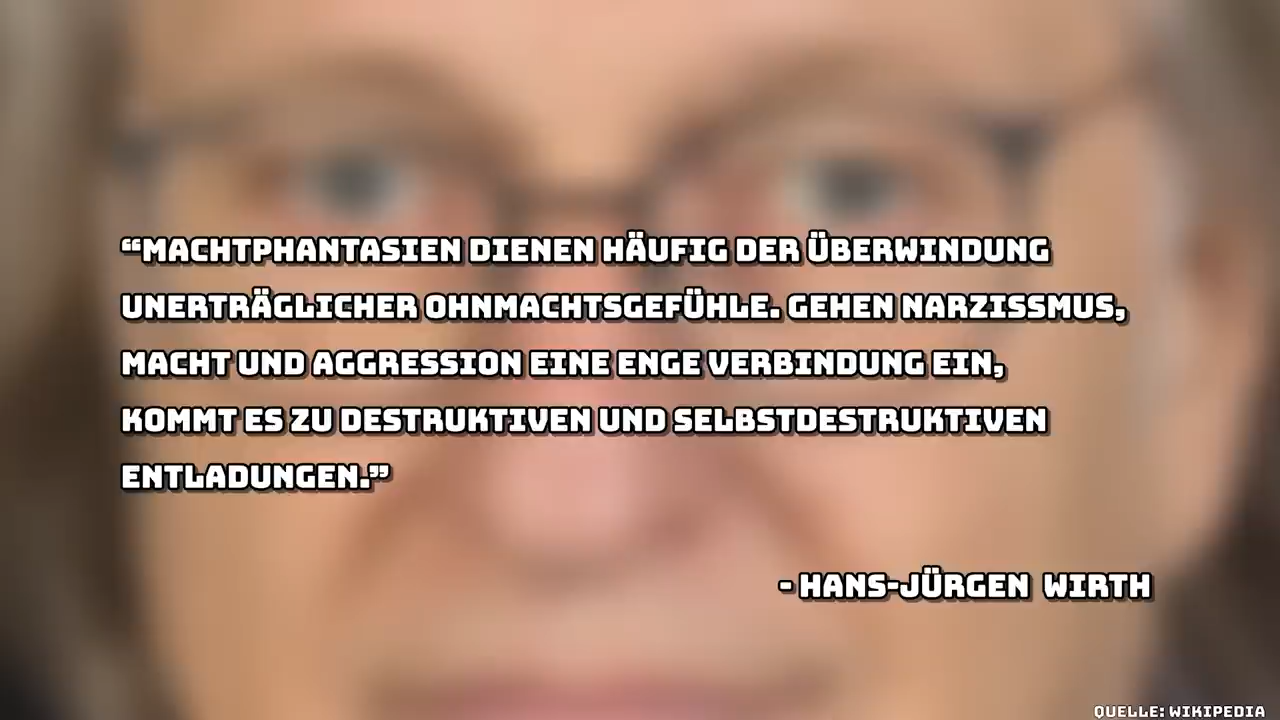 “MACHTPHANTASIEN DIENEN HÄUFIG DER ÜBERWINDUNG
UNERTRÄGLICHER OHNMACHTSGEFÜHLE. GEHEN NARZISSMUS,
MACHT UND AGGRESSION EINE ENGE VERBINDUNG EIN,
KOMMT ES ZU DESTRUKTIVEN UND SELBSTDESTRUKTIVEN
ENTLADUNGEN.”
- HANS-JÜRGEN WIRTH
QUELLE: WIKIPEDIA